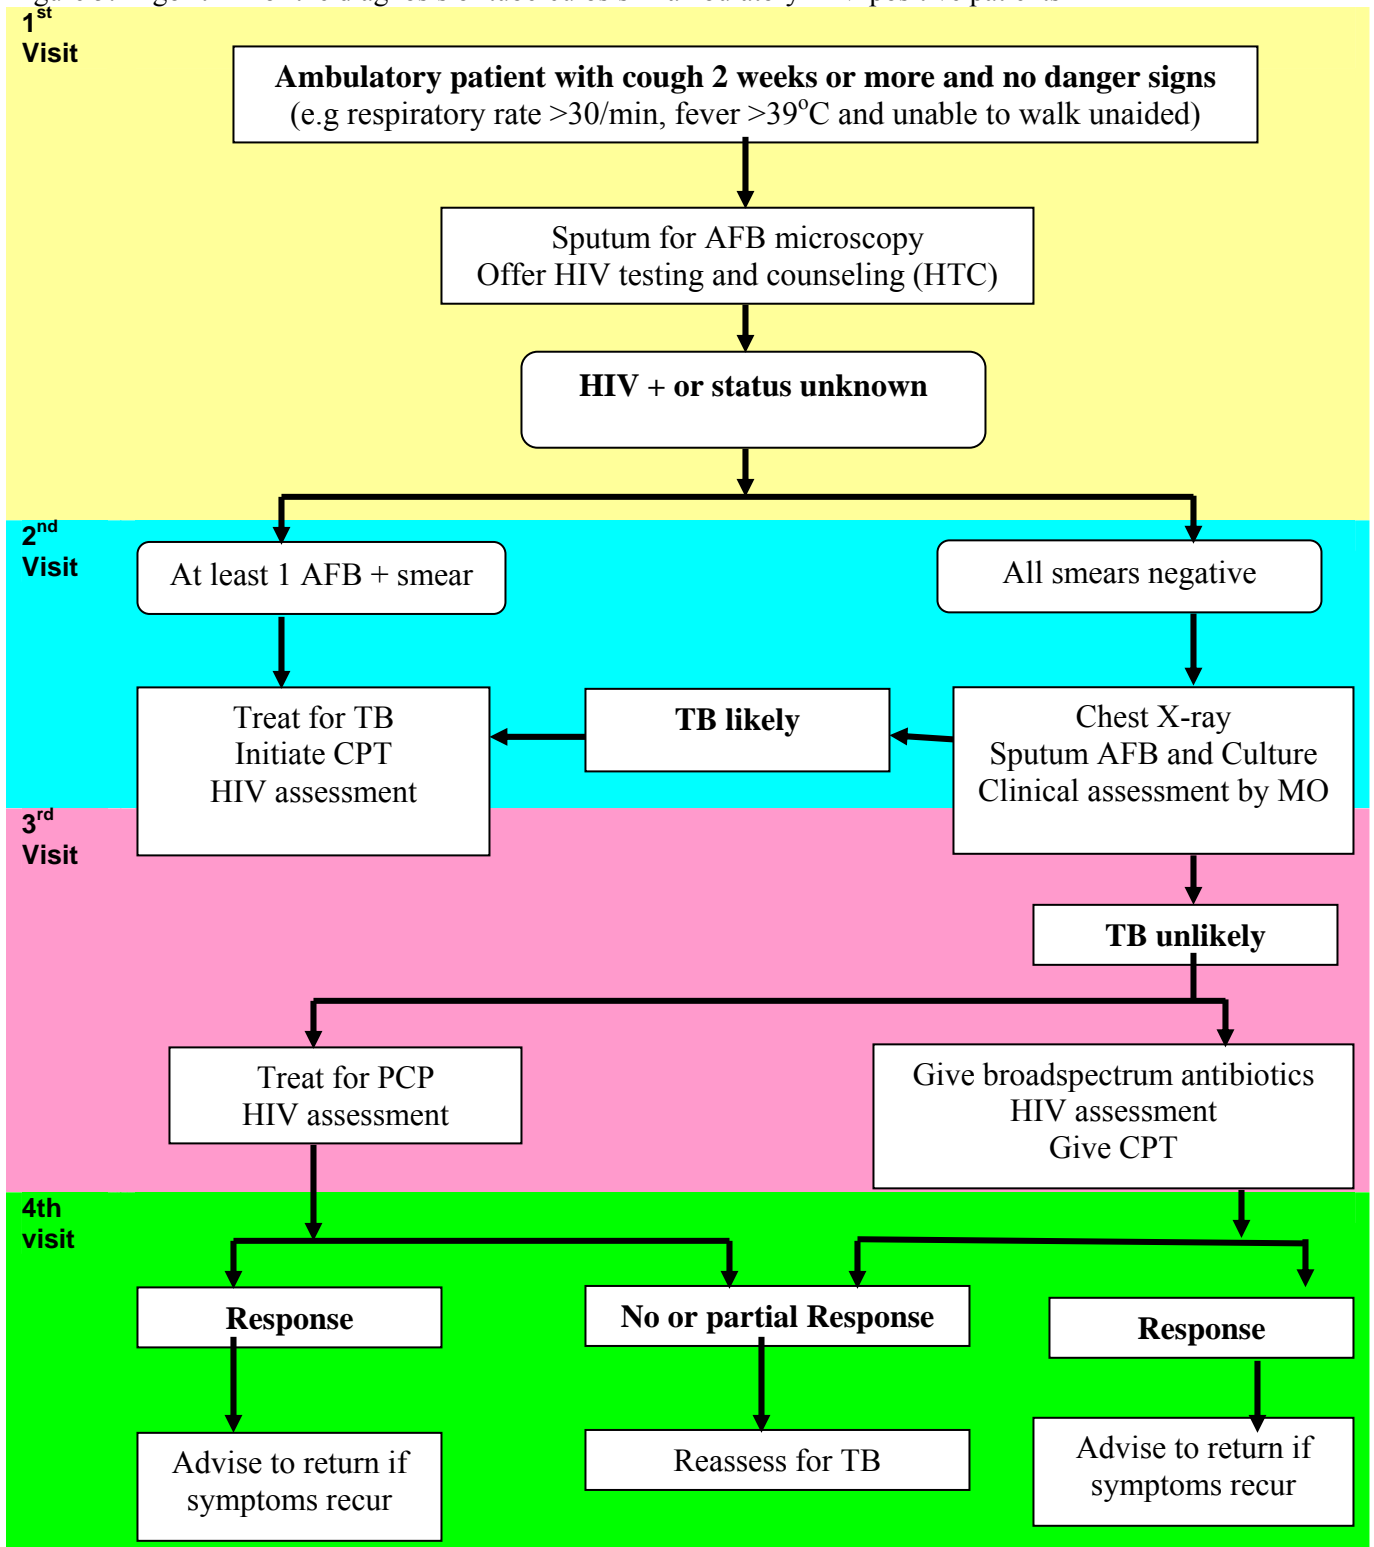 1st
Visit
Ambulatory patient with cough 2 weeks or more and no danger signs
(e.g respiratory rate >30/min, fever >39oC and unable to walk unaided)
Sputum for AFB microscopy
Offer HIV testing and counseling (HTC)
HIV + or status unknown
2nd
Visit
At least 1 AFB + smear
All smears negative
Treat for TB
Initiate CPT
HIV assessment
TB likely
Chest X-ray
Sputum AFB and Culture
Clinical assessment by MO
3rd
Visit
TB unlikely
Treat for PCP
HIV assessment
Give broadspectrum antibiotics
HIV assessment
Give CPT
4th
visit
Response
No or partial Response
Response
Advise to return if
symptoms recur
Reassess for TB
Advise to return if
symptoms recur